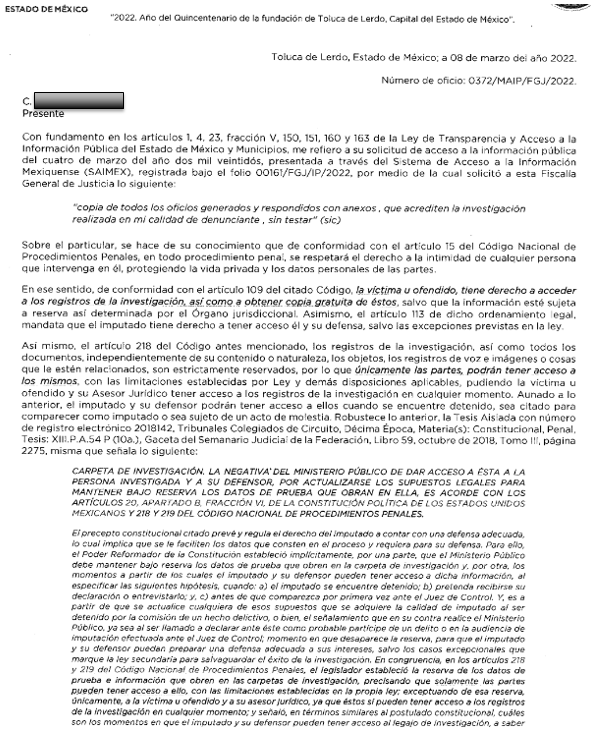 ESTADO DE MÉXICO
"2022. Año del Quincentenario de la fundación de Toluca de Lerdo, Capital del Estado de México".
Toluca de Lerdo, Estado de México; a 08 de marzo del año 2022.
Número de oficio: 0372/MAIP/FGJ/2022.
C.
Presente
Con fundamento en los artículos 1, 4, 23, fracción V, 150, 151, 160 y 163 de la Ley de Transparencia y Acceso a la
Información Pública del Estado de México y Municipios, me refiero a su solicitud de acceso a la información pública
del cuatro de marzo del año dos mil veintidós, presentada a través del Sistema de Acceso a la Información
Mexiquense (SAIMEX), registrada bajo el folio 00161/FGJ/IP/2022, por medio de la cual solicitó a esta Fiscalía
General de Justicia lo siguiente:
"copia de todos los oficios generados y respondidos con anexos , que acrediten la investigación
realizada en mi calidad de denunciante , sin testar" (sic)
Sobre el particular, se hace de su conocimiento que de conformidad con el artículo 15 del Código Nacional de
Procedimientos Penales, en todo procedimiento penal, se respetará el derecho a la intimidad de cualquier persona
que intervenga en él, protegiendo la vida privada y los datos personales de las partes.
En ese sentido, de conformidad con el artículo 109 del citado Código, la víctima u ofendido, tiene derecho a acceder
a los registros de la investigación, así como a obtener copia gratuita de éstos, salvo que la información esté sujeta
a reserva así determinada por el Órgano jurisdiccional. Asimismo, el artículo 113 de dicho ordenamiento legal,
mandata que el imputado tiene derecho a tener acceso él y su defensa, salvo las excepciones previstas en la ley.
Así mismo, el artículo 218 del Código antes mencionado, los registros de la investigación, así como todos los
documentos, independientemente de su contenido o naturaleza, los objetos, los registros de voz e imágenes o cosas
que le estén relacionados, son estrictamente reservados, por lo que únicamente las partes, podrán tener acceso a
los mismos, con las limitaciones establecidas por Ley y demás disposiciones aplicables, pudiendo la víctima u
ofendido y su Asesor Jurídico tener acceso a los registros de la investigación en cualquier momento. Aunado a lo
anterior, el imputado y su defensor podrán tener acceso a ellos cuando se encuentre detenido, sea citado para
comparecer como imputado o sea sujeto de un acto de molestia. Robustece lo anterior, la Tesis Aislada con número
de registro electrónico 2018142, Tribunales Colegiados de Circuito, Décima Época, Materia(s): Constitucional, Penal,
Tesis: XIII.P.A.54 P (10a.), Gaceta del Semanario Judicial de la Federación, Libro 59, octubre de 2018, Tomo III, página
2275, misma que señala lo siguiente:
CARPETA DE INVESTIGACIÓN. LA NEGATIVA DEL MINISTERIO PÚBLICO DE DAR ACCESO A ÉSTA A LA
PERSONA INVESTIGADA Y A SU DEFENSOR, POR ACTUALIZARSE LOS SUPUESTOS LEGALES PARA
MANTENER BAJO RESERVA LOS DATOS DE PRUEBA QUE OBRAN EN ELLA, ES ACORDE CON LOS
ARTÍCULOS 20, APARTADO B, FRACCIÓN VI, DE LA CONSTITUCIÓN POLÍTICA DE LOS ESTADOS UNIDOS
MEXICANOS Y 218 Y 219 DEL CÓDIGO NACIONAL DE PROCEDIMIENTOS PENALES.
El precepto constitucional citado prevé y regula el derecho del imputado a contar con una defensa adecuada,
lo cual implica que se le faciliten los datos que consten en el proceso y requiera para su defensa. Para ello,
el Poder Reformador de la Constitución estableció implícitamente, por una parte, que el Ministerio Público
debe mantener bajo reserva los datos de prueba que obren en la carpeta de investigación y, por otra, los
momentos a partir de los cuales el imputado y su defensor pueden tener acceso a dicha información, al
especificar las siguientes hipótesis, cuando: a) el imputado se encuentre detenido; b) pretenda recibirse su
declaración o entrevistarlo; y, c) antes de que comparezca por primera vez ante el Juez de Control. Y, es a
partir de que se actualice cualquiera de esos supuestos que se adquiere la calidad de imputado al ser
detenido por la comisión de un hecho delictivo, o bien, el señalamiento que en su contra realice el Ministerio
Público, ya sea al ser llamado a declarar ante éste como probable partícipe de un delito o en la audiencia de
imputación efectuada ante el Juez de Control; momento en que desaparece la reserva, para que el imputado
y su defensor puedan preparar una defensa adecuada a sus intereses, salvo los casos excepcionales que
marque la ley secundaria para salvaguardar el éxito de la investigación. En congruencia, en los artículos 218
y 219 del Código Nacional de Procedimientos Penales, el legislador estableció la reserva de los datos de
prueba e información que obren en las carpetas de investigación, precisando que solamente las partes
pueden tener acceso a ello, con las limitaciones establecidas en la propia ley; exceptuando de esa reserva,
únicamente, a la víctima u ofendido y a su asesor jurídico, ya que éstos sí pueden tener acceso a los registros
de la investigación en cualquier momento; y señaló, en términos similares al postulado constitucional, cuáles
son los momentos en que el imputado y su defensor pueden tener acceso al legajo de investigación, a saber